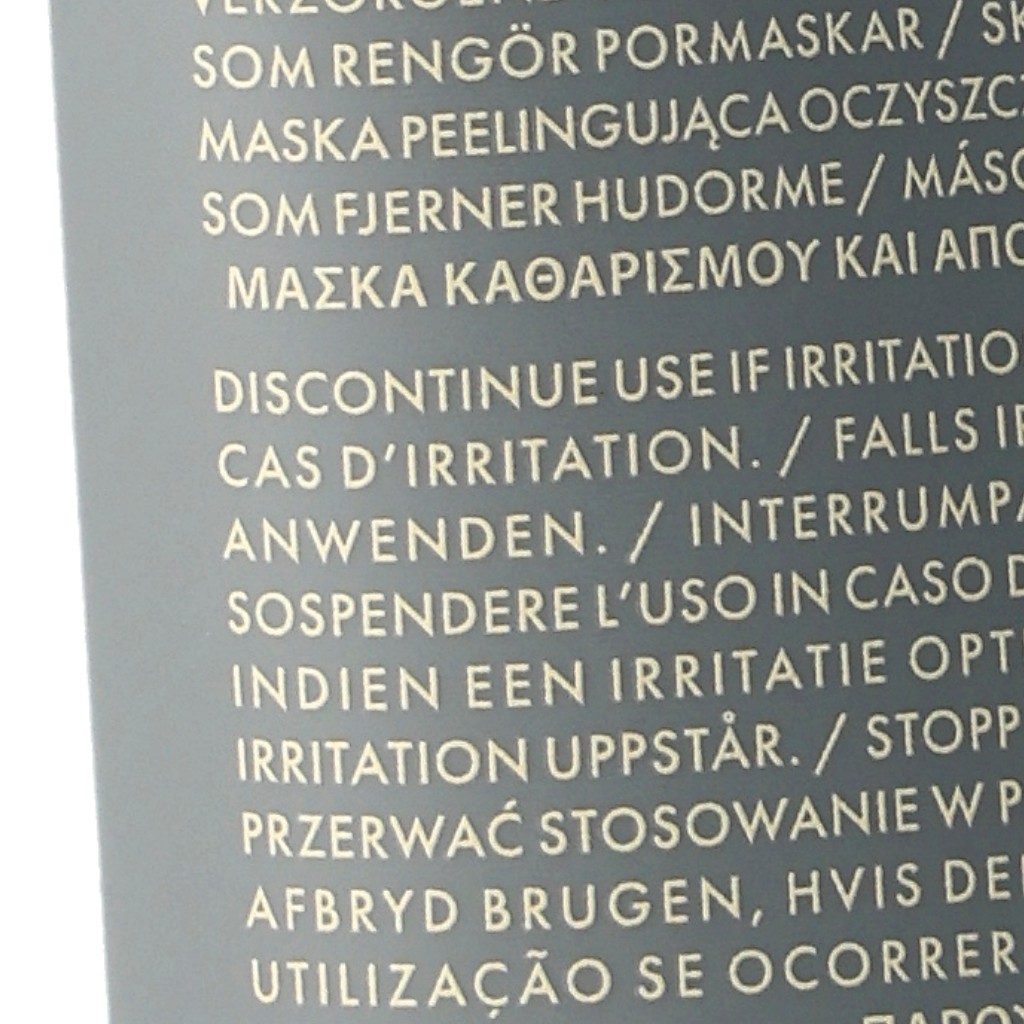 SOM RENGÖR PORMASKAR /
MASKA PEELINGUJĄCA
SOM FJERNER HUDORME /
ΜΑΣΚΑ ΚΑΘΑΡΙΣΜΟΥ ΚΑΙ
DISCONTINUE USE IF
CAS D'IRRITATION. / FALLS
ANWENDEN. /
SOSPENDERE L'USO IN CASO
INDIEN EEN IRRITATIE
IRRITATION UPPSTÅR. /
PRZERWAĆ STOSOWANIE W
AFBRYD BRUGEN, HVIS
UTILIZAÇÃO SE OCORRER